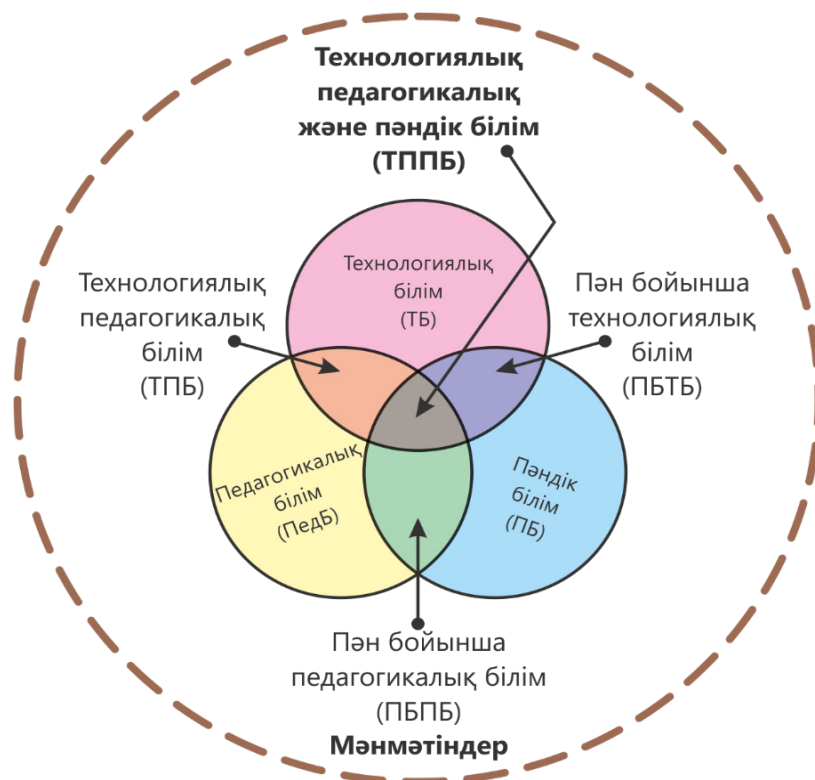 Технологиялық
педагогикалық
және пәндік білім
(ТППБ)
Технологиялық
білім
(ТБ)
Технологиялық
педагогикалық
білім
(ТПБ)
Пән бойынша
технологиялық
білім
(ПБТБ)
Педагогикалық
білім
(ПедБ)
Пәндік
білім
(ПБ)
Пән бойынша
педагогикалық білім
(ПБПБ)
Мәнмәтіндер